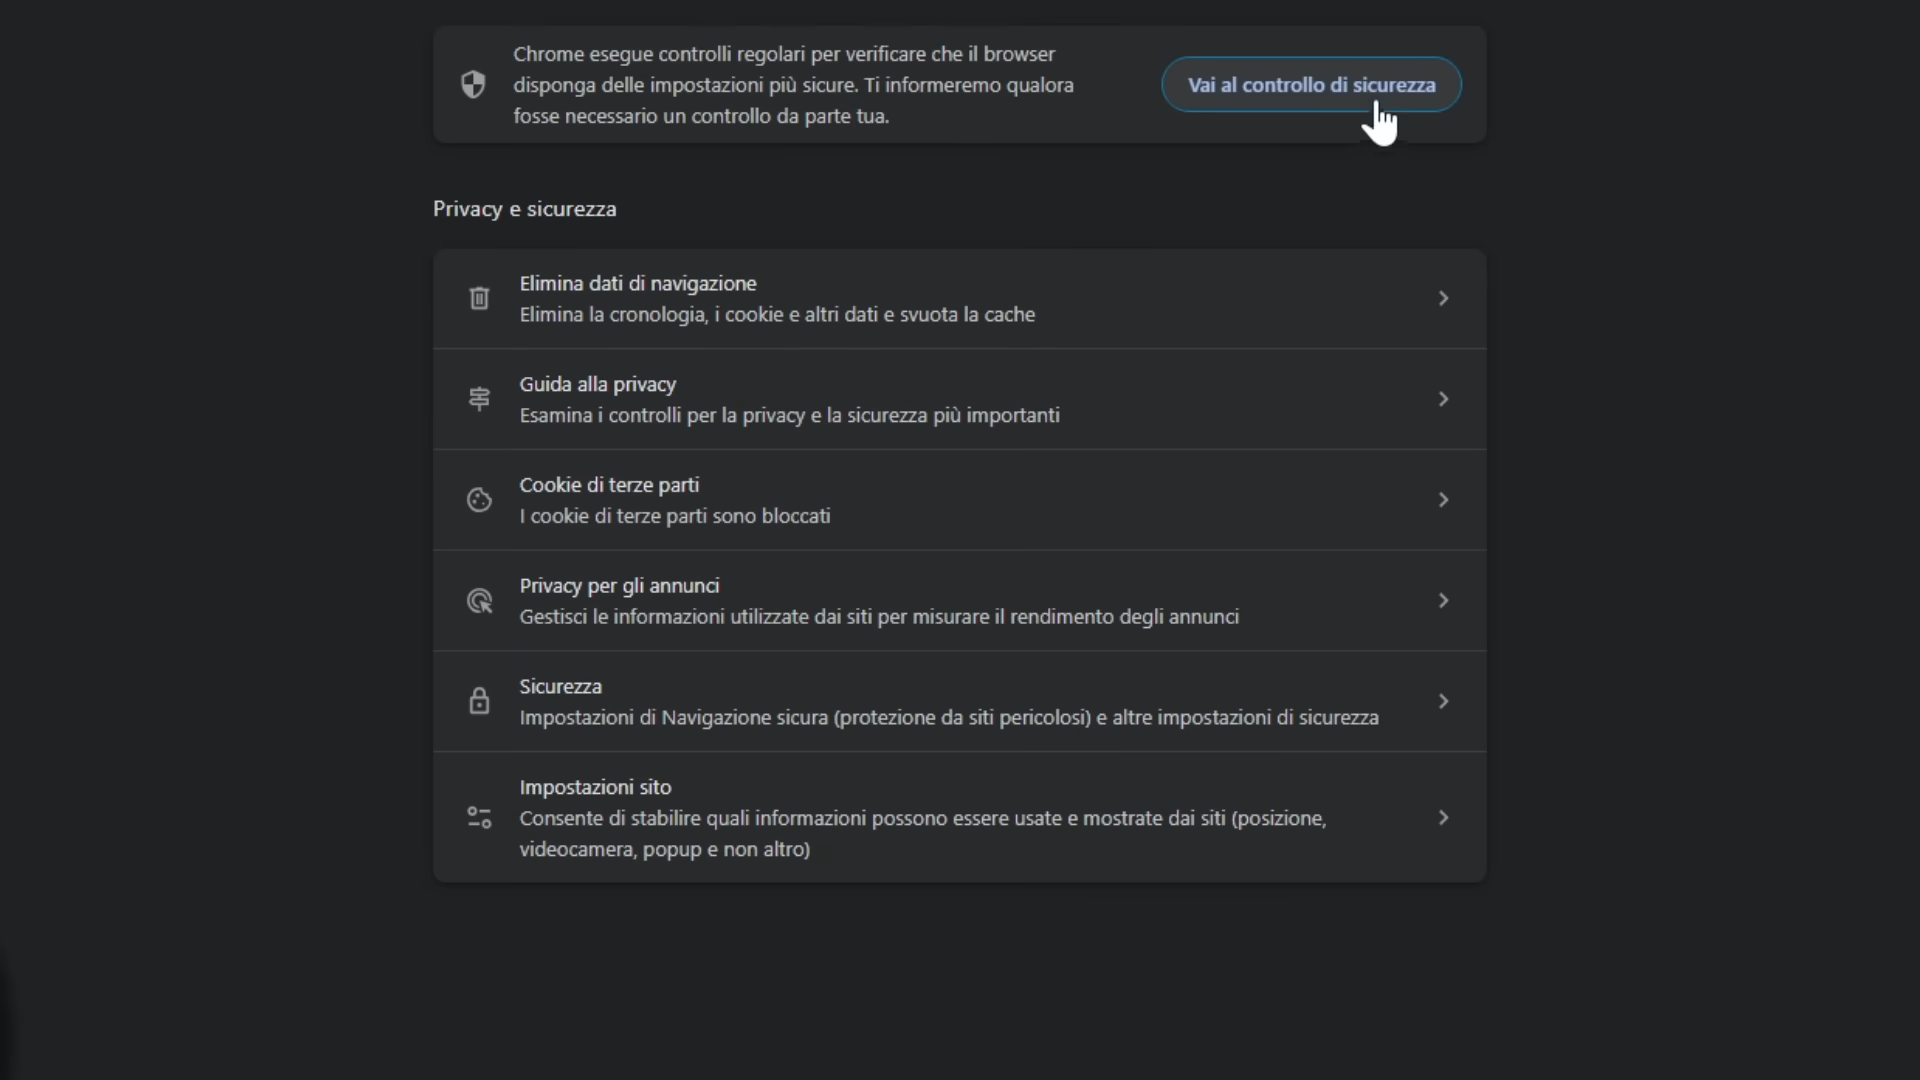 Chrome esegue controlli regolari per verificare che il browser
disponga delle impostazioni più sicure. Ti informeremo qualora
fosse necessario un controllo da parte tua.
Vai al controllo di sicurezza
Privacy e sicurezza
Elimina dati di navigazione
Elimina la cronologia, i cookie e altri dati e svuota la cache
Guida alla privacy
Esamina i controlli per la privacy e la sicurezza più importanti
Cookie di terze parti
I cookie di terze parti sono bloccati
Privacy per gli annunci
Gestisci le informazioni utilizzate dai siti per misurare il rendimento degli annunci
Sicurezza
Impostazioni di Navigazione sicura (protezione da siti pericolosi) e altre impostazioni di sicurezza
Impostazioni sito
Consente di stabilire quali informazioni possono essere usate e mostrate dai siti (posizione,
videocamera, popup e non altro)